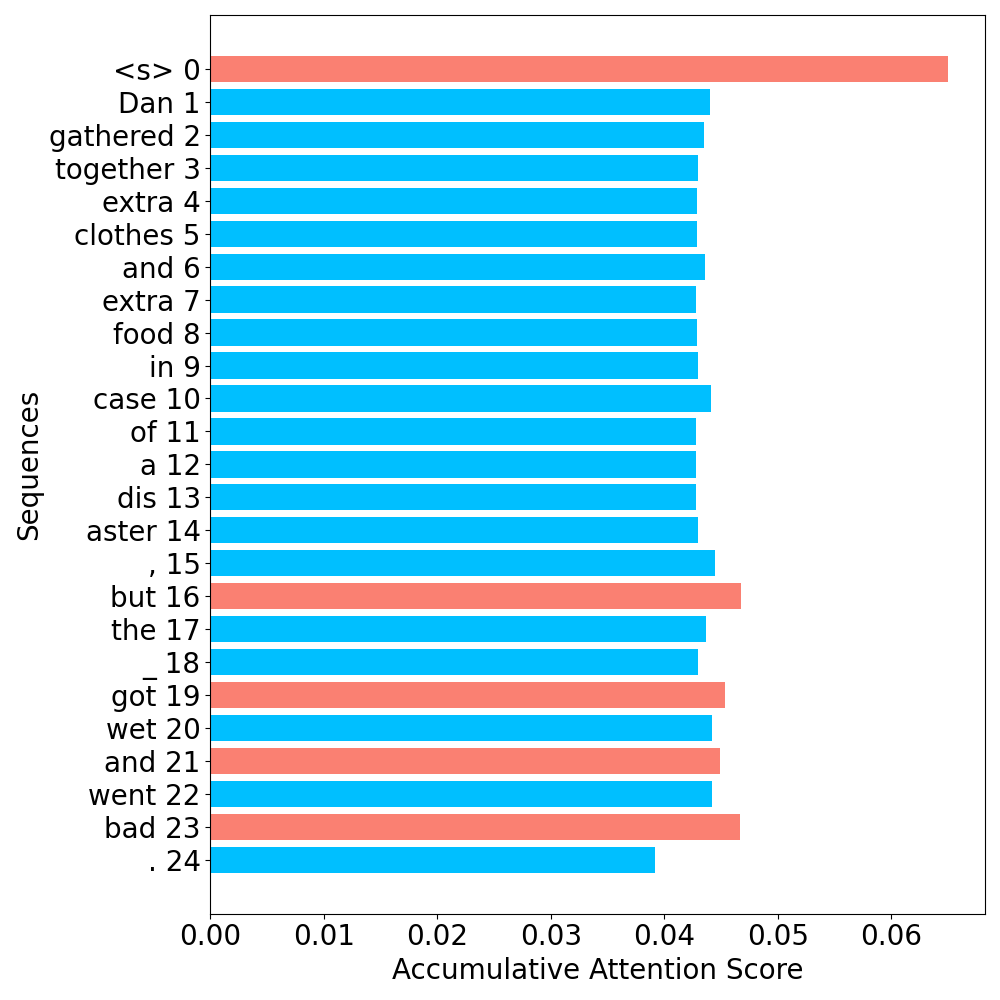 <s> 0
Dan 1
gathered 2
together 3
extra 4
clothes 5
and 6
extra 7
food 8
in 9
case 10
of 11
a 12
dis 13
aster 14
, 15
but 16
the 17
_ 18
got 19
wet 20
and 21
went 22
bad 23
. 24
Sequences
0.00 0.01 0.02 0.03 0.04 0.05 0.06
Accumulative Attention Score